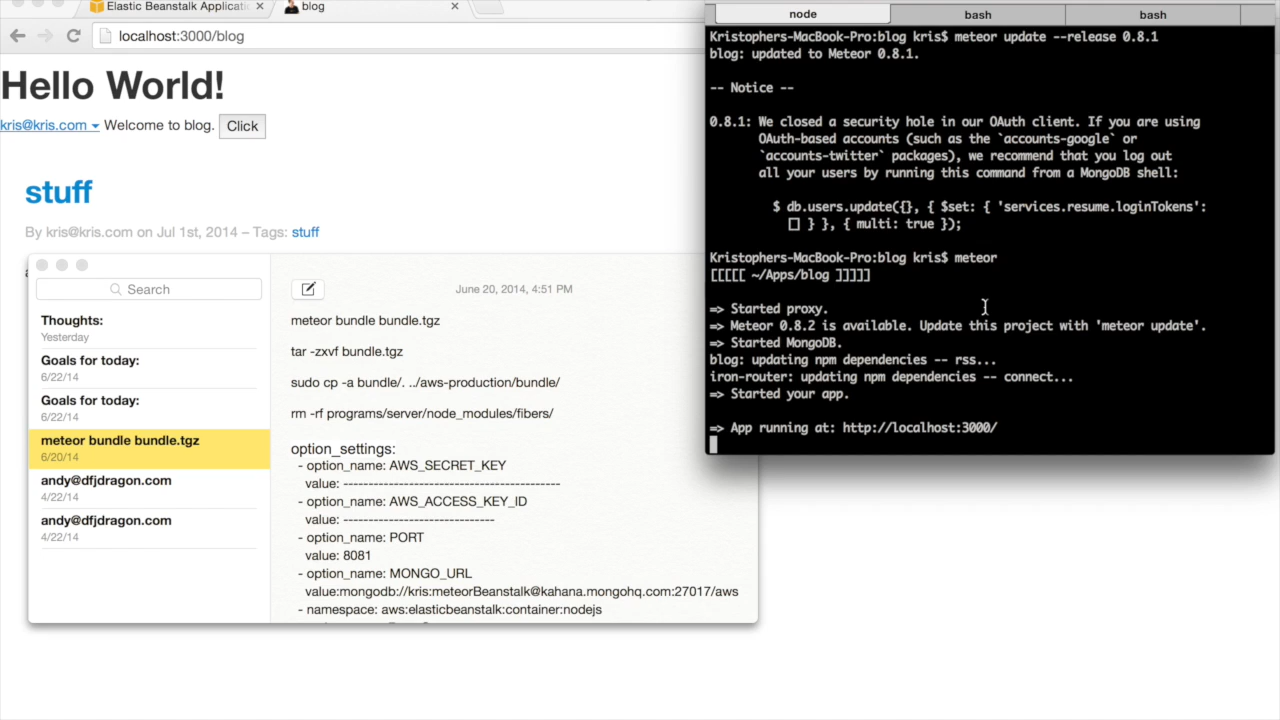 Elastic Beanstalk Applicati
blog
localhost:3000/blog
Hello World!
kris@kris.com Welcome to blog. Click
stuff
By kris@kris.com on Jul 1st, 2014 – Tags: stuff
Search
Thoughts:
Yesterday
Goals for today:
6/22/14
Goals for today:
6/22/14
meteor bundle bundle.tgz
6/20/14
andy@dfjdragon.com
4/22/14
andy@dfjdragon.com
4/22/14
June 20, 2014, 4:51 PM
meteor bundle bundle.tgz
tar -zxvf bundle.tgz
sudo cp -a bundle/. ../aws-production/bundle/
rm -rf programs/server/node_modules/fibers/
option_settings:
- option_name: AWS_SECRET_KEY
value: -------------------------------------------
- option_name: AWS_ACCESS_KEY_ID
value: ------------------------------
- option_name: PORT
value: 8081
- option_name: MONGO_URL
value:mongodb://kris:meteorBeanstalk@kahana.mongohq.com:27017/aws
- namespace: aws:elasticbeanstalk:container:nodejs
node bash bash
Kristophers-MacBook-Pro:blog kris$ meteor update --release 0.8.1
blog: updated to Meteor 0.8.1.
-- Notice --
0.8.1: We closed a security hole in our OAuth client. If you are using
OAuth-based accounts (such as the `accounts-google` or
`accounts-twitter` packages), we recommend that you log out
all your users by running this command from a MongoDB shell:
$ db.users.update({}, { $set: { 'services.resume.loginTokens':
[] } }, { multi: true });
Kristophers-MacBook-Pro:blog kris$ meteor
[[[[[ ~/Apps/blog ]]]]]
=> Started proxy.
=> Meteor 0.8.2 is available. Update this project with 'meteor update'.
=> Started MongoDB.
blog: updating npm dependencies -- rss...
iron-router: updating npm dependencies -- connect...
=> Started your app.
=> App running at: http://localhost:3000/